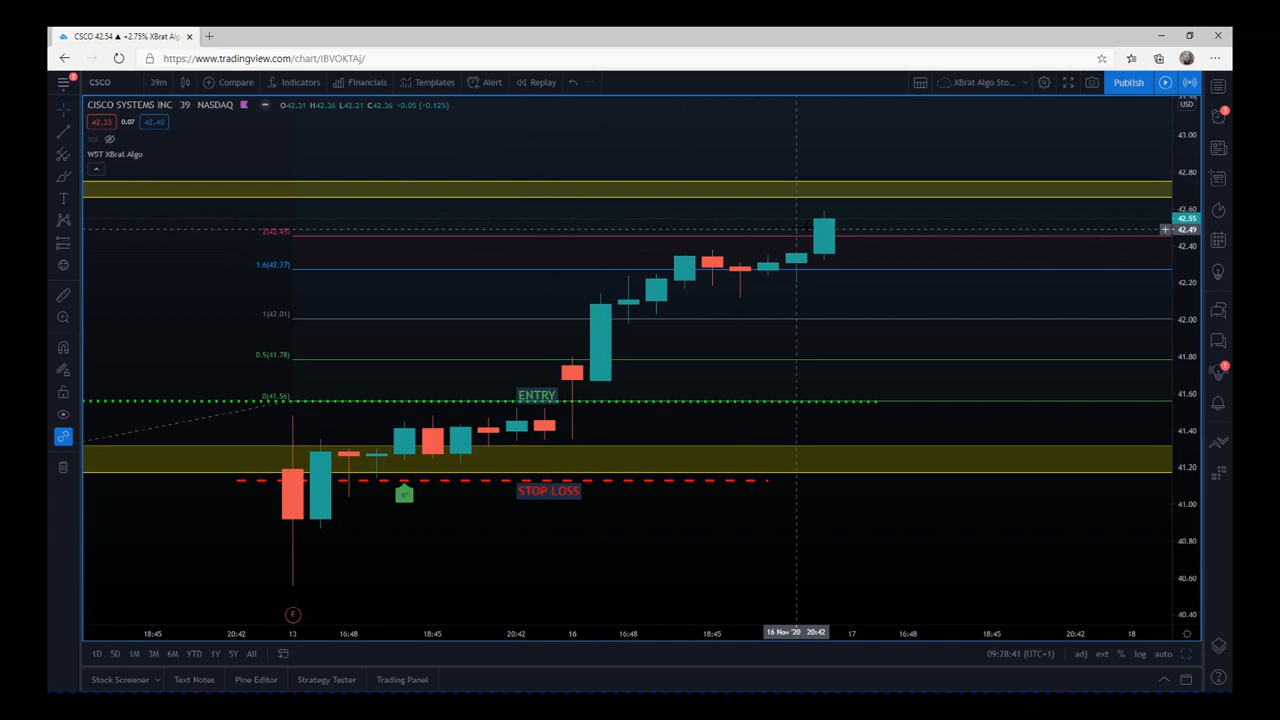 CSCO 42.54 ▲ +2.75% XBrat Alg
https://www.tradingview.com/chart/IBVOKTAj/
2
CSCO 39m Compare Indicators Financials Templates Alert Replay XBrat Algo Sto... Publish
CISCO SYSTEMS INC 39 NASDAQ O42.31 H42.36 L42.21 C42.36 -0.05 (-0.12%)
USD
42.33 0.07 42.40
Vol
WST XBrat Algo
3
43.00
42.80
42.60
42.55
42.49
42.40
42.20
42.00
41.80
41.60
41.40
41.20
41.00
40.80
40.60
40.40
2(42.45)
1.6(42.27)
1(42.01)
0.5(41.78)
0(41.56)
ENTRY
STOP LOSS
E
1
18:45 20:42 13 16:48 18:45 20:42 16 16:48 18:45 16 Nov '20 20:42 17 16:48 18:45 20:42 18
1D 5D 1M 3M 6M YTD 1Y 5Y All 09:28:41 (UTC+1) adj ext % log auto
Stock Screener Text Notes Pine Editor Strategy Tester Trading Panel